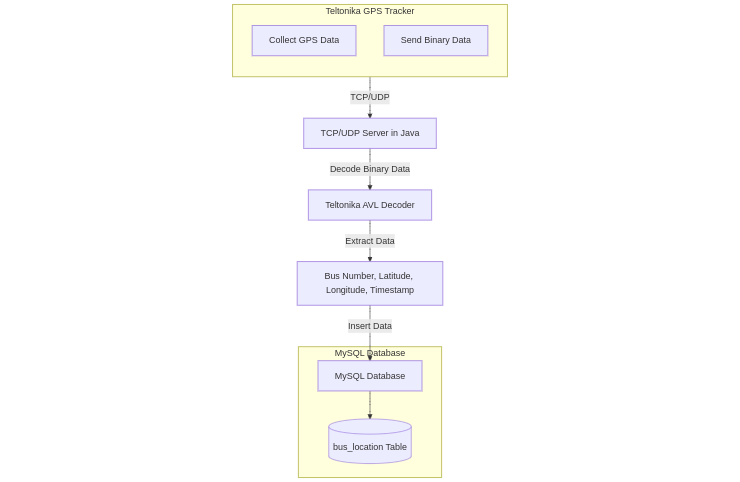 Teltonika GPS Tracker
Collect GPS Data
Send Binary Data
TCP/UDP
TCP/UDP Server in Java
Decode Binary Data
Teltonika AVL Decoder
Extract Data
Bus Number, Latitude,
Longitude, Timestamp
Insert Data
MySQL Database
MySQL Database
bus_location Table